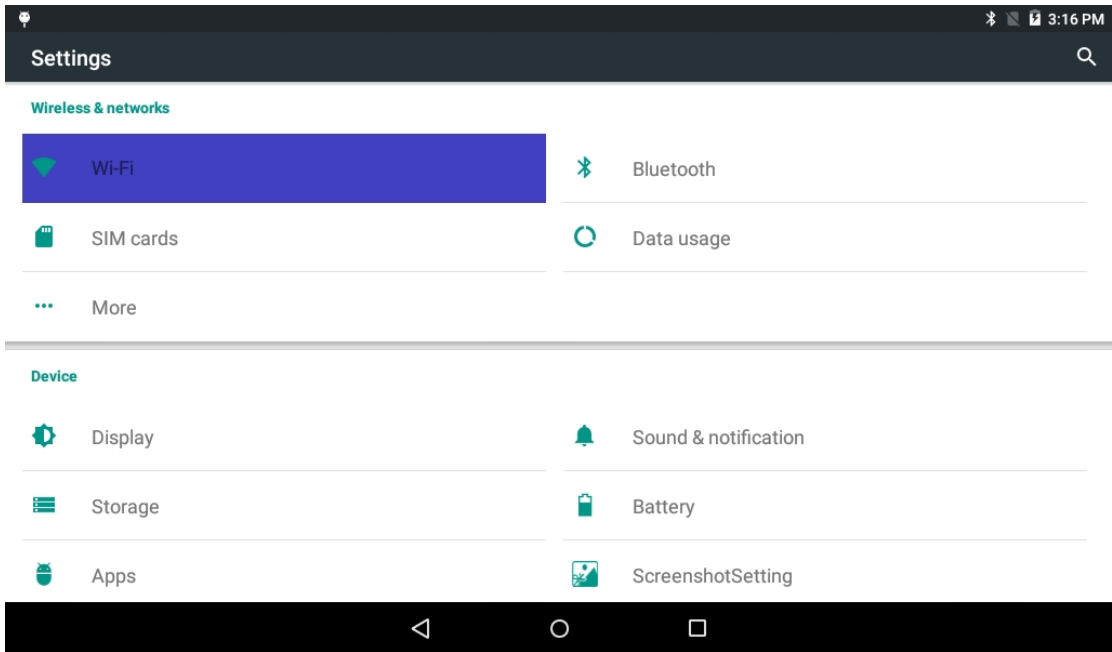 3:16 PM
Settings
Wireless & networks
Wi-Fi
Bluetooth
SIM cards
Data usage
More
Device
Display
Sound & notification
Storage
Battery
Apps
ScreenshotSetting